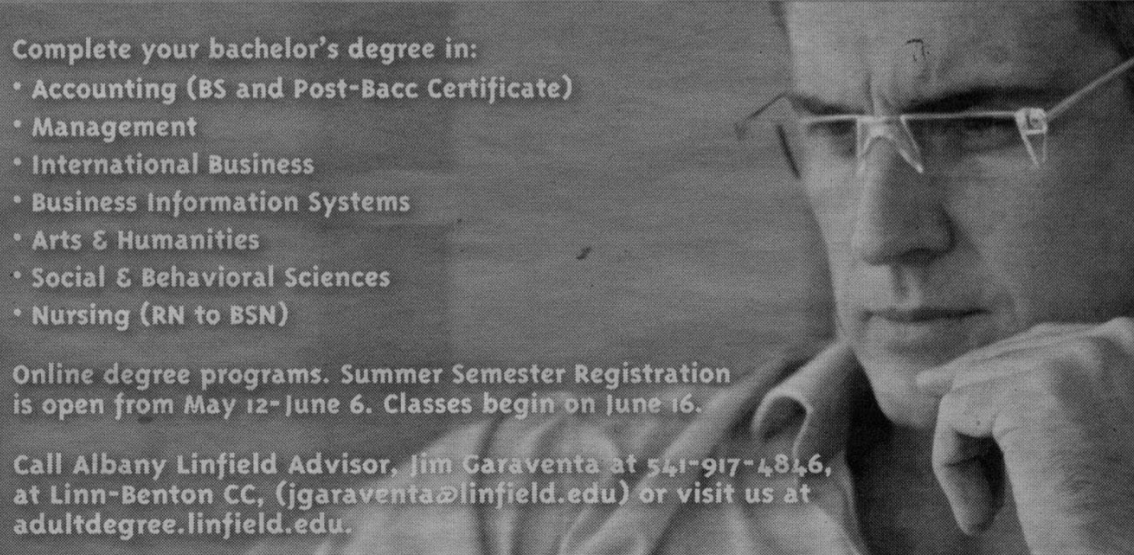 Complete your bachelor's degree in:
• Accounting (BS and Post-Bacc Certificate)
• Management
• International Business
• Business Information Systems
• Arts & Humanities
• Social & Behavioral Sciences
• Nursing (RN to BSN)
Online degree programs. Summer Semester Registration
is open from May 12-June 6. Classes begin on June 16.
Call Albany Linfield Advisor, Jim Garaventa at 541-917-4846,
at Linn-Benton CC, (jgaraventa@linfield.edu) or visit us at
adultdegree.linfield.edu.